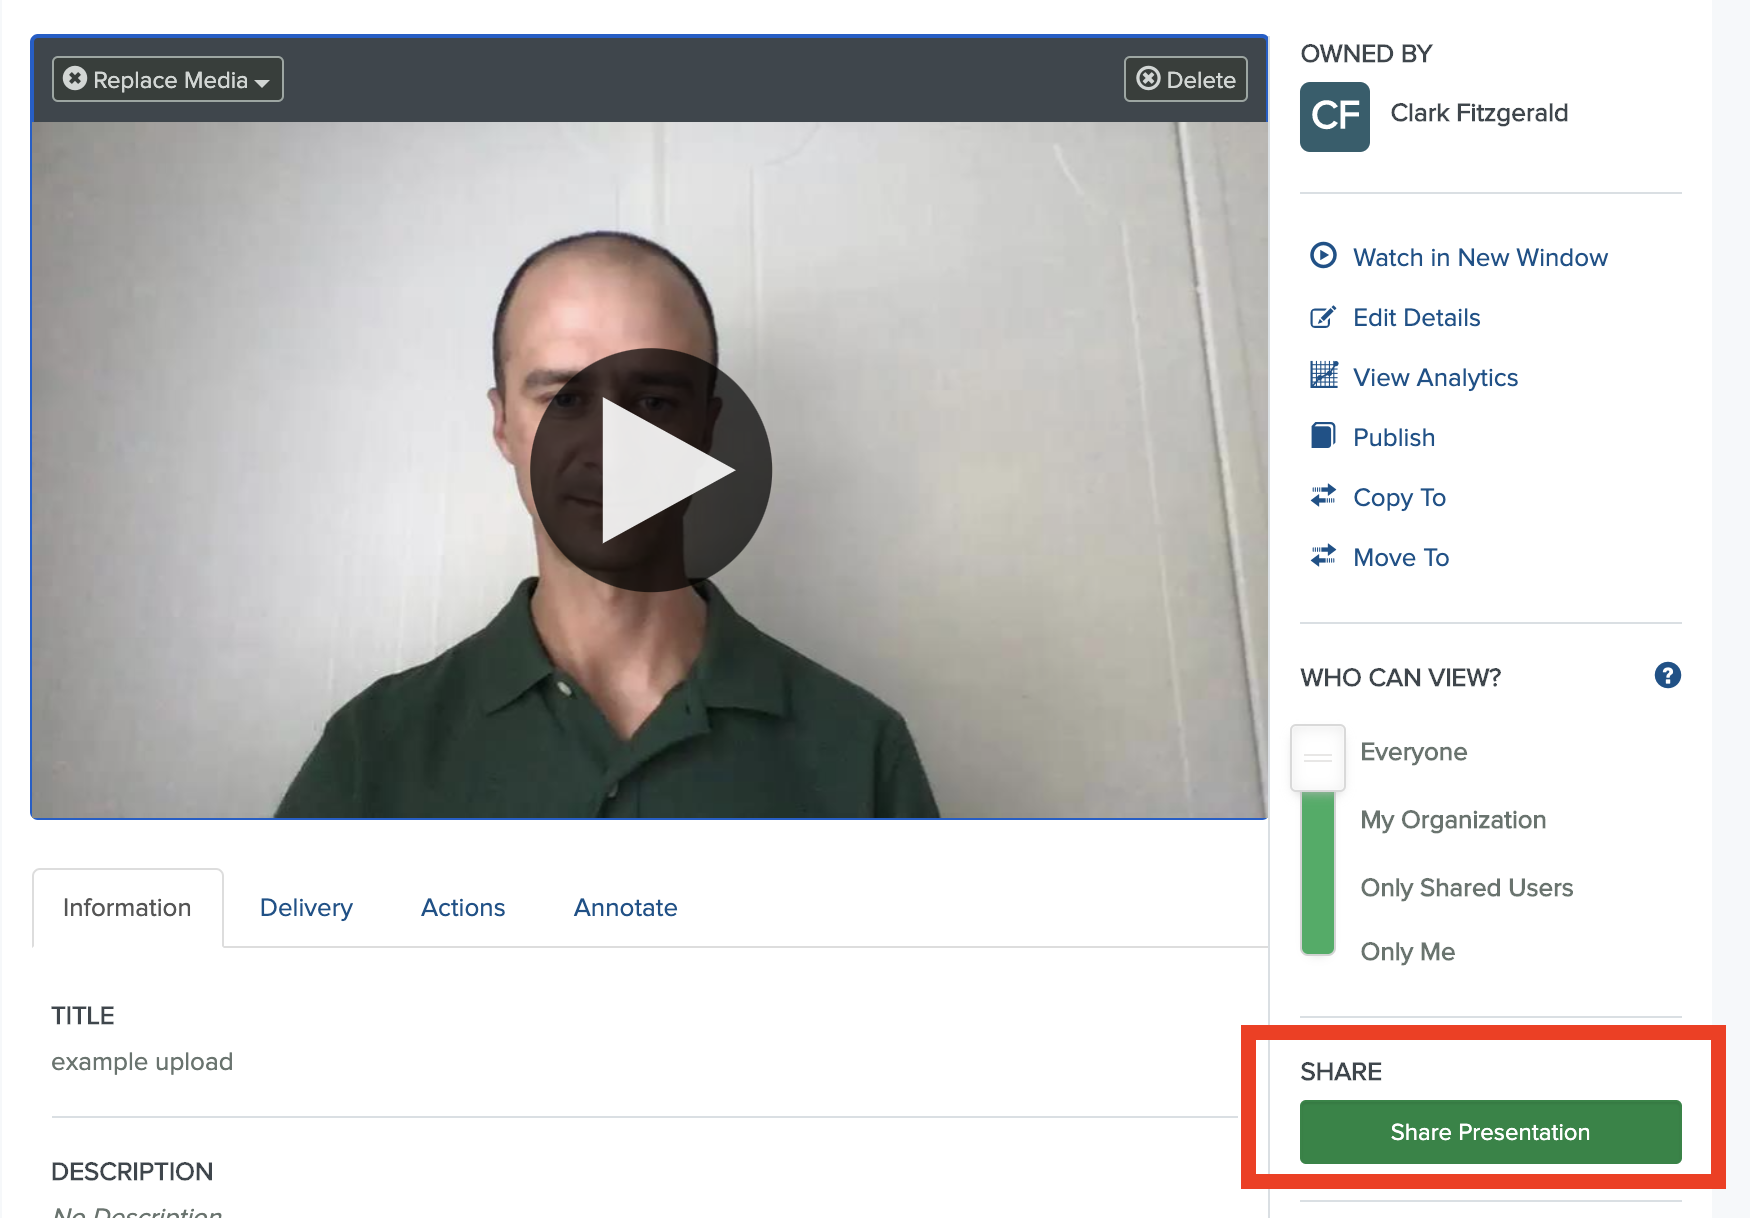 Replace Media
Delete
OWNED BY
CF
Clark Fitzgerald
Watch in New Window
Edit Details
View Analytics
Publish
Copy To
Move To
WHO CAN VIEW?
?
Everyone
My Organization
Only Shared Users
Only Me
SHARE
Share Presentation
Information
Delivery
Actions
Annotate
TITLE
example upload
DESCRIPTION
No Description